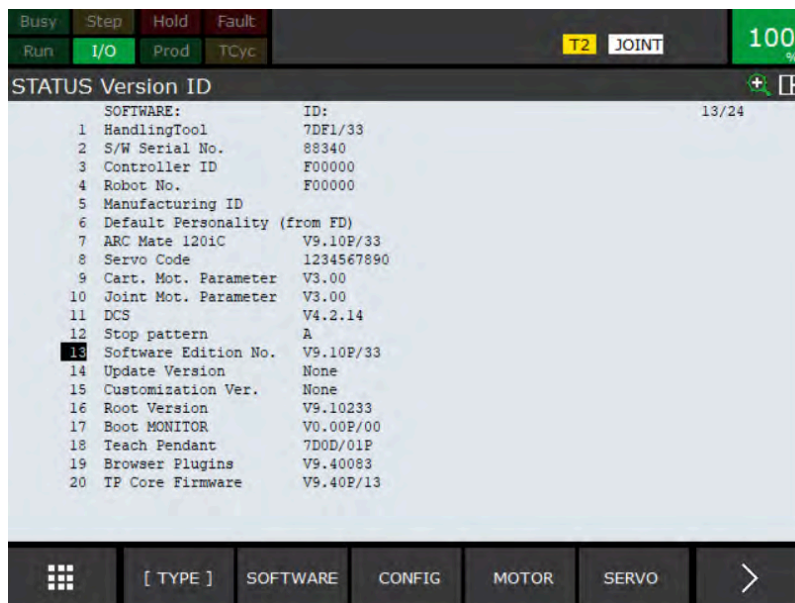 Busy Step Hold Fault
Run I/O Prod TCyc T2 JOINT 100 %
STATUS Version ID
SOFTWARE: ID: 13/24
1 HandlingTool 7DF1/33
2 S/W Serial No. 88340
3 Controller ID F00000
4 Robot No. F00000
5 Manufacturing ID
6 Default Personality (from FD)
7 ARC Mate 120iC V9.10P/33
8 Servo Code 1234567890
9 Cart. Mot. Parameter V3.00
10 Joint Mot. Parameter V3.00
11 DCS V4.2.14
12 Stop pattern A
13 Software Edition No. V9.10P/33
14 Update Version None
15 Customization Ver. None
16 Root Version V9.10233
17 Boot MONITOR V0.00P/00
18 Teach Pendant 7D0D/01P
19 Browser Plugins V9.40083
20 TP Core Firmware V9.40P/13
[ TYPE ] SOFTWARE CONFIG MOTOR SERVO >